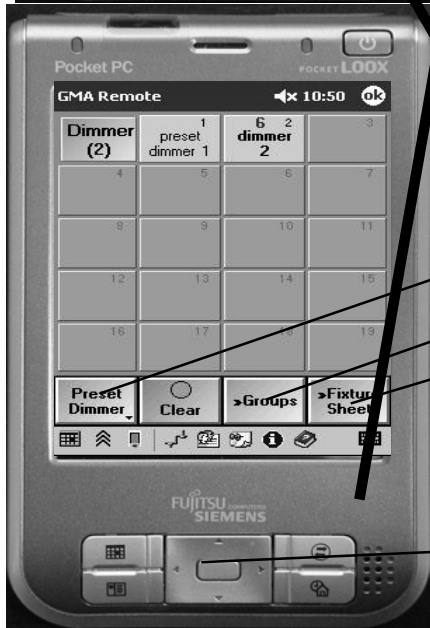 Pocket PC
POCKET LOOX
GMA Remote 10:50 ok
Dimmer (2)
1
preset
dimmer 1
6 2
dimmer
2
3
4 5 6 7
8 9 10 11
12 13 14 15
16 17 18 19
Preset
Dimmer
Clear
»Groups
»Fixture
Sheet
FUJITSU COMPUTERS
SIEMENS